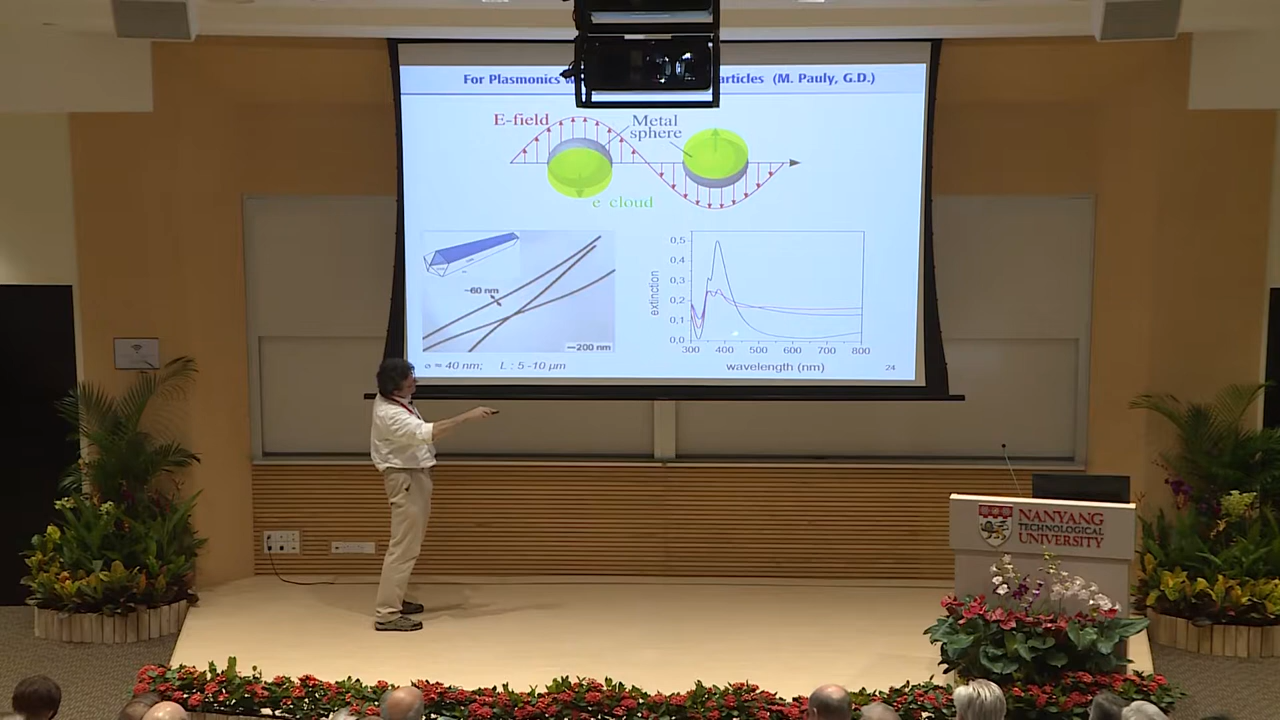 For Plasmonics articles (M. Pauly, G.D.)
E-field
Metal
sphere
e cloud
~60 nm
200 nm
⌀ ≈ 40 nm; L : 5-10 µm
extinction
0,5
0,4
0,3
0,2
0,1
0,0
300 400 500 600 700 800
wavelength (nm)
24
NANYANG
TECHNOLOGICAL
UNIVERSITY